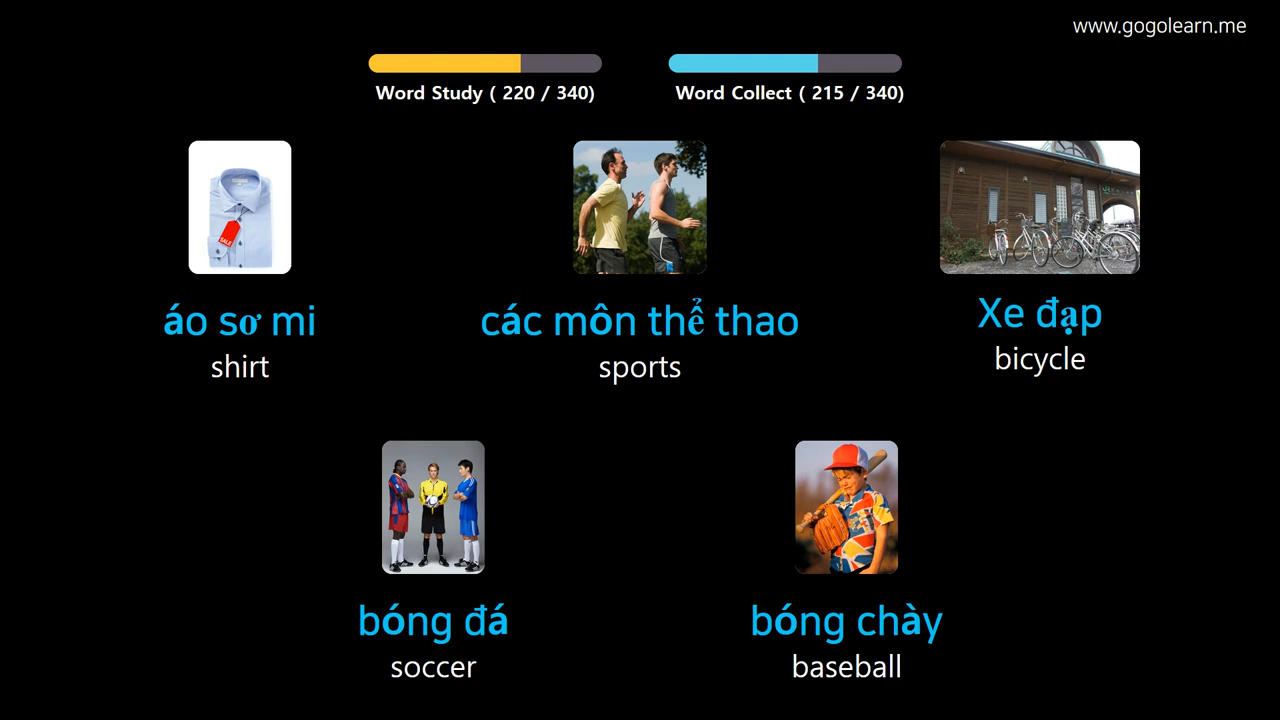 www.gogolearn.me
Word Study ( 220 / 340)
Word Collect ( 215 / 340)
SALE
áo sơ mi
shirt
các môn thể thao
sports
Xe đạp
bicycle
bóng đá
soccer
bóng chày
baseball